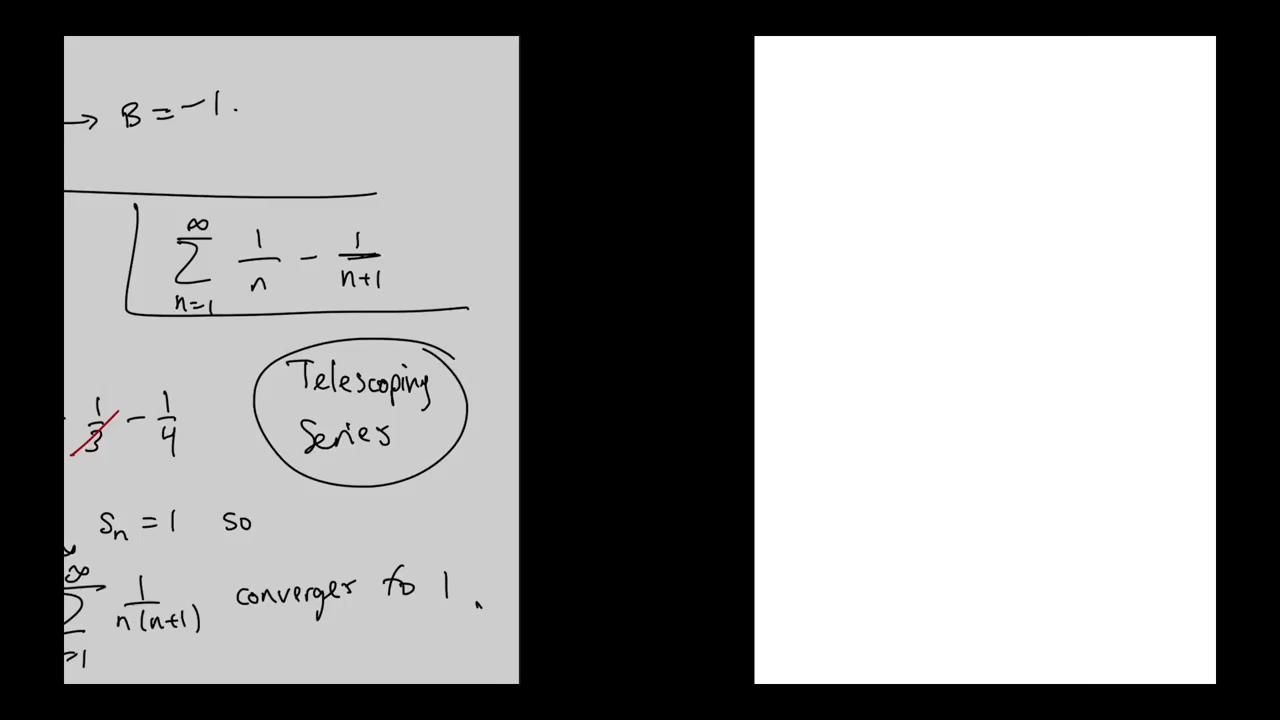 → B = -1.
∞
Σ 1/n - 1/(n+1)
n=1
Telescoping
Series
1/3 - 1/4
Sn = 1 so
∞
Σ 1/(n(n+1)) converges to 1.
=1